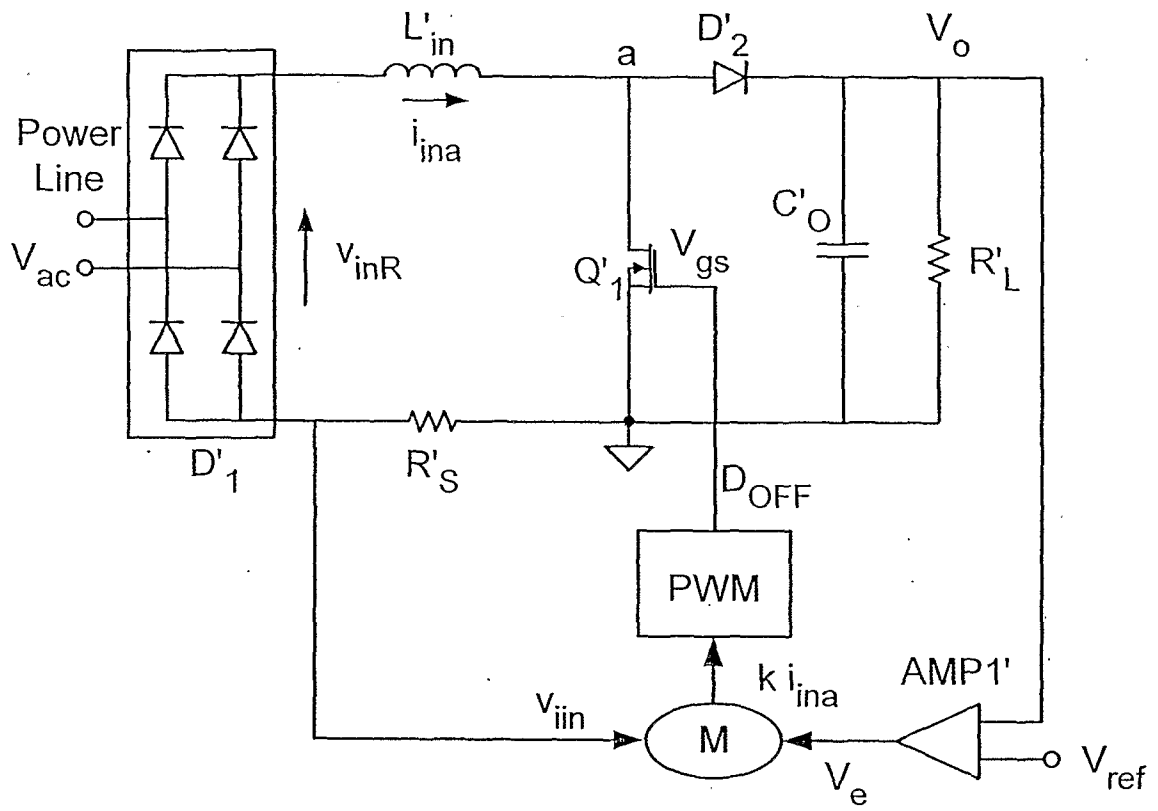 L'in
D'2
Vo
a
Power
Line
iina
Vac
vinR
Q'1
Vgs
C'O
R'L
D'1
R'S
DOFF
PWM
k iina
AMP1'
viin
M
Ve
Vref